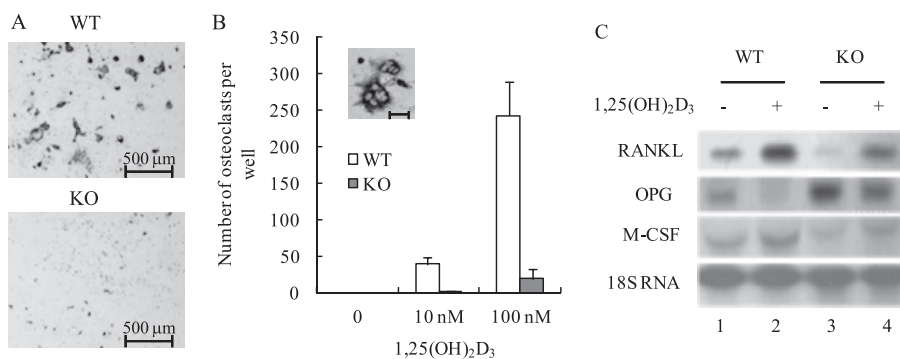 A
WT
500 µm
KO
500 µm
B
Number of osteoclasts per
well
350
300
250
200
150
100
50
0
WT
KO
0 10 nM 100 nM
1,25(OH)₂D₃
C
WT KO
1,25(OH)₂D₃ - + - +
RANKL
OPG
M-CSF
18S RNA
1 2 3 4